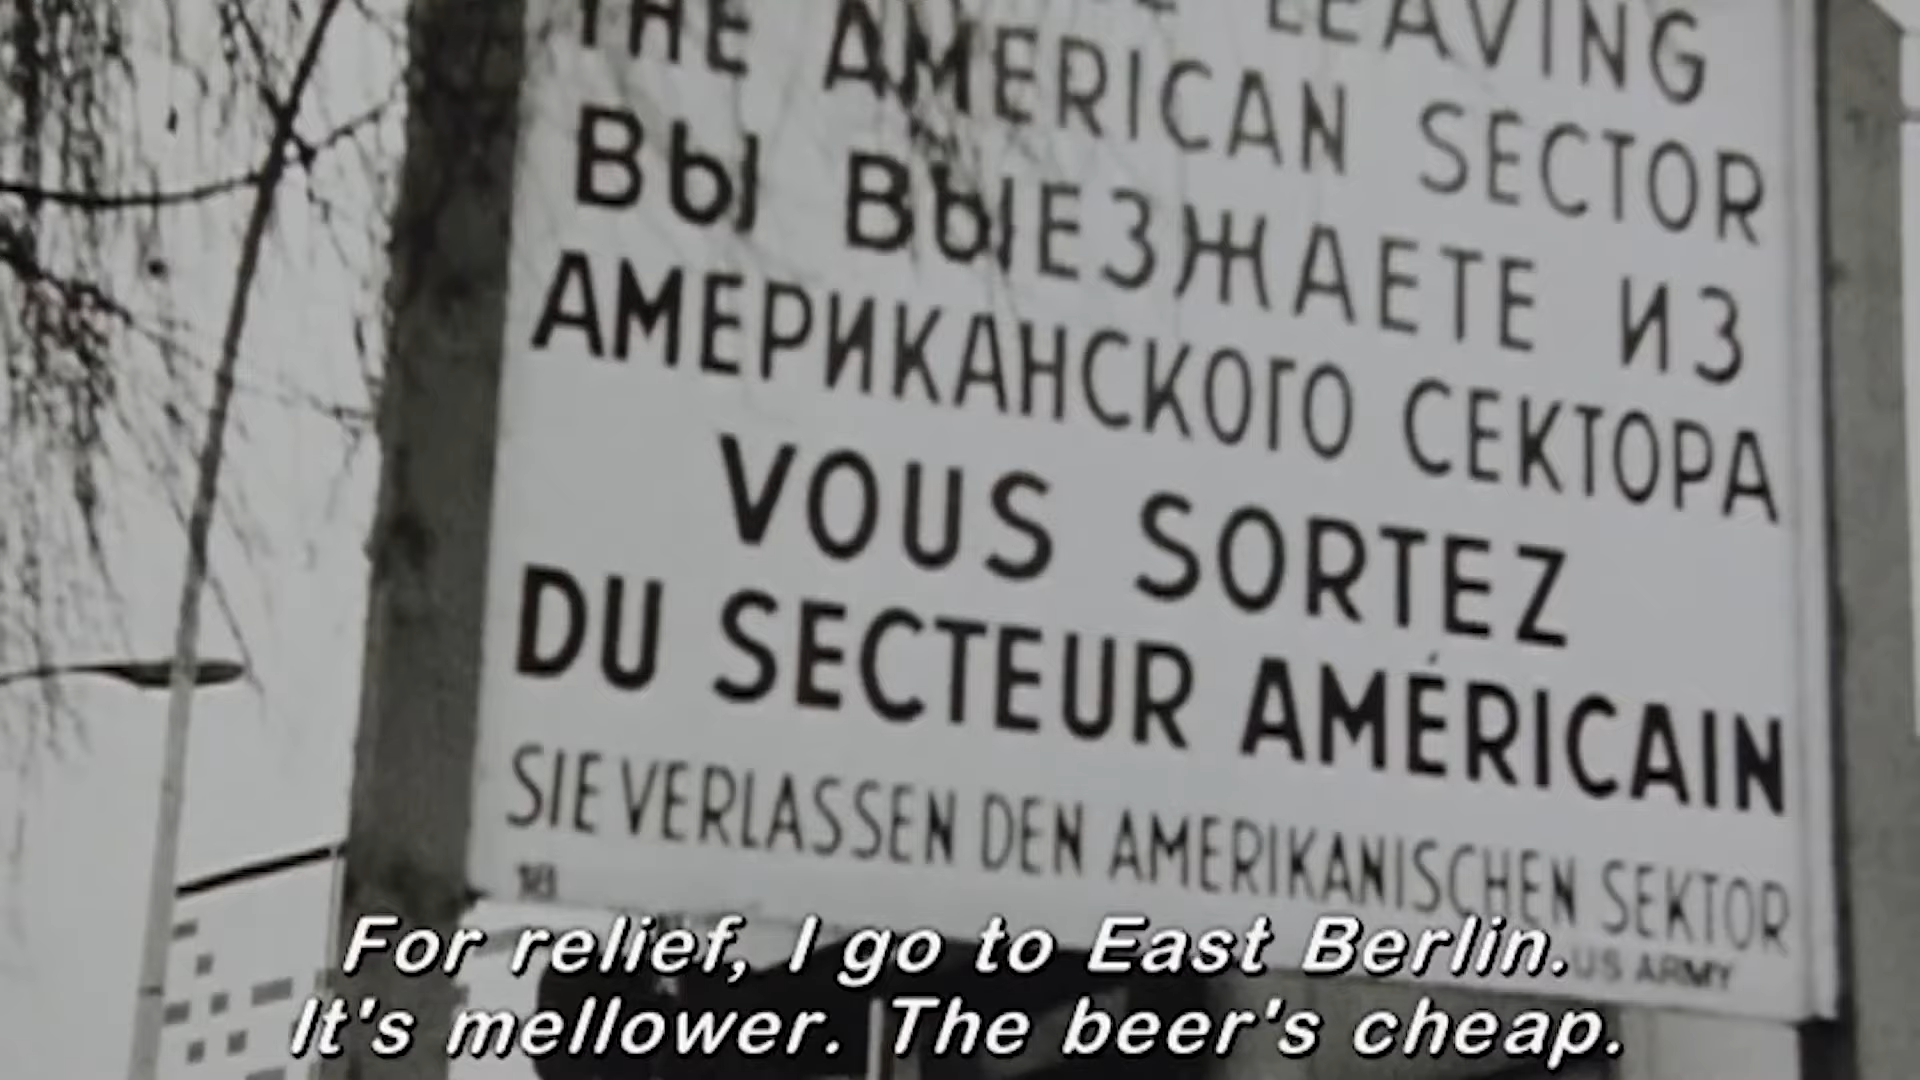 LEAVING
THE AMERICAN SECTOR
ВЫ ВЫЕЗЖАЕТЕ ИЗ
АМЕРИКАНСКОГО СЕКТОРА
VOUS SORTEZ
DU SECTEUR AMÉRICAIN
SIE VERLASSEN DEN AMERIKANISCHEN SEKTOR
US ARMY
For relief, I go to East Berlin.
It's mellower. The beer's cheap.